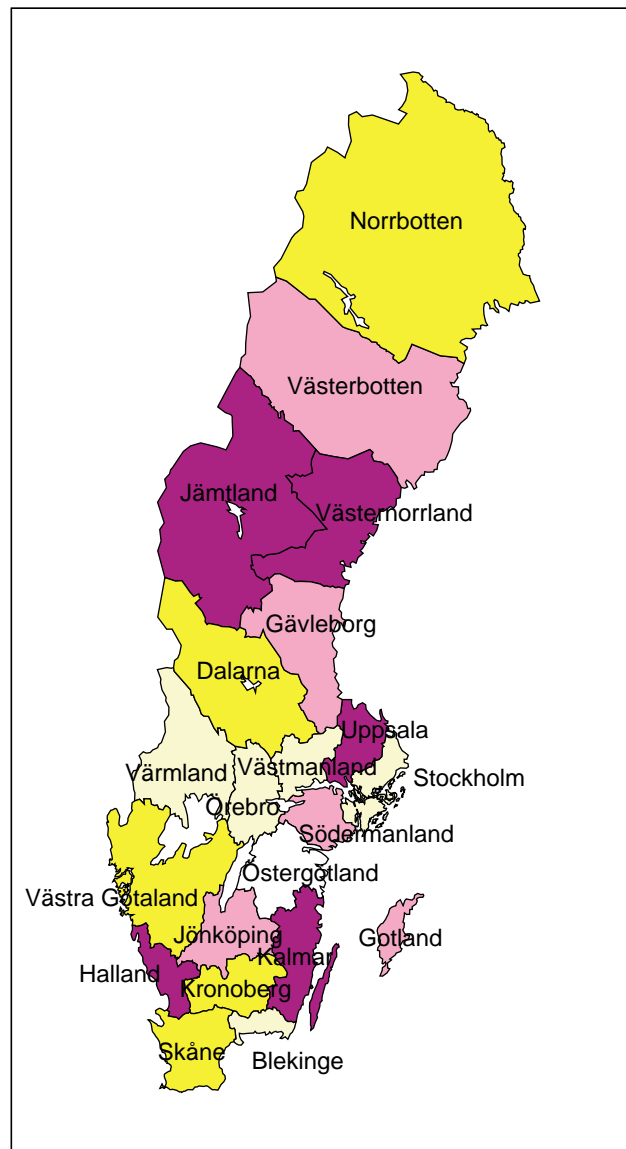 Norrbotten
Västerbotten
Jämtland
Västernorrland
Gävleborg
Dalarna
Uppsala
Värmland
Västmanland
Stockholm
Örebro
Södermanland
Östergötland
Västra Götaland
Jönköping
Gotland
Kalmar
Halland
Kronoberg
Skåne
Blekinge